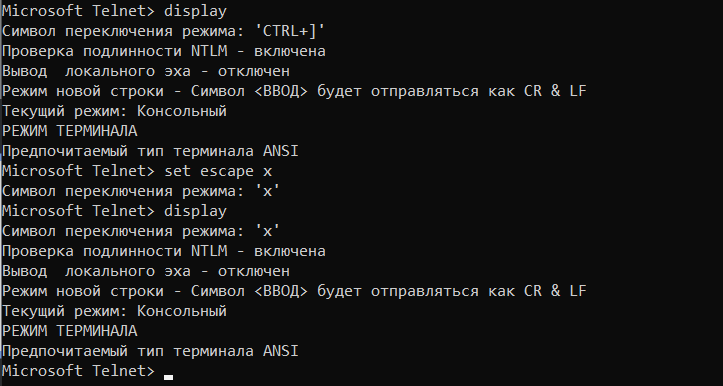 Microsoft Telnet> display
Символ переключения режима: 'CTRL+]'
Проверка подлинности NTLM - включена
Вывод  локального эха - отключен
Режим новой строки - Символ <ВВОД> будет отправляться как CR & LF
Текущий режим: Консольный
РЕЖИМ ТЕРМИНАЛА
Предпочитаемый тип терминала ANSI
Microsoft Telnet> set escape x
Символ переключения режима: 'x'
Microsoft Telnet> display
Символ переключения режима: 'x'
Проверка подлинности NTLM - включена
Вывод  локального эха - отключен
Режим новой строки - Символ <ВВОД> будет отправляться как CR & LF
Текущий режим: Консольный
РЕЖИМ ТЕРМИНАЛА
Предпочитаемый тип терминала ANSI
Microsoft Telnet>